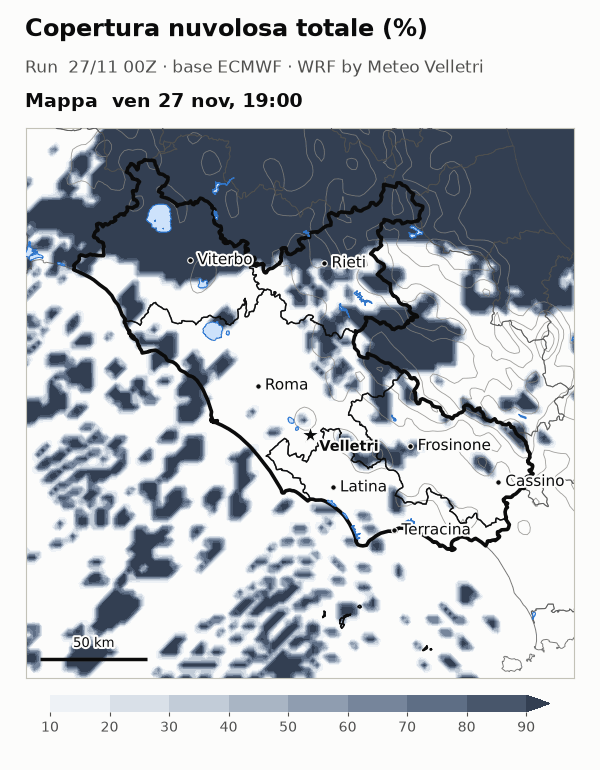 Copertura nuvolosa totale (%)
Run  27/11 00Z · base ECMWF · WRF by Meteo Velletri
Mappa  ven 27 nov, 19:00
Viterbo
Rieti
Roma
Velletri
Frosinone
Latina
Cassino
Terracina
50 km
10 20 30 40 50 60 70 80 90